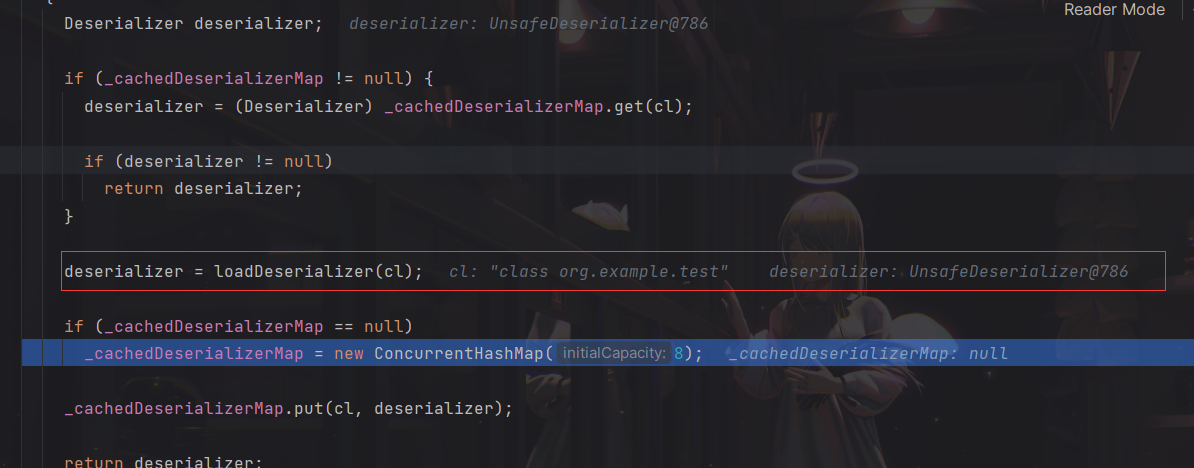 Reader Mode
{
Deserializer deserializer; deserializer: UnsafeDeserializer@786
if (_cachedDeserializerMap != null) {
deserializer = (Deserializer) _cachedDeserializerMap.get(cl);
if (deserializer != null)
return deserializer;
}
deserializer = loadDeserializer(cl); cl: "class org.example.test" deserializer: UnsafeDeserializer@786
if (_cachedDeserializerMap == null)
_cachedDeserializerMap = new ConcurrentHashMap( initialCapacity: 8); _cachedDeserializerMap: null
_cachedDeserializerMap.put(cl, deserializer);
return deserializer;